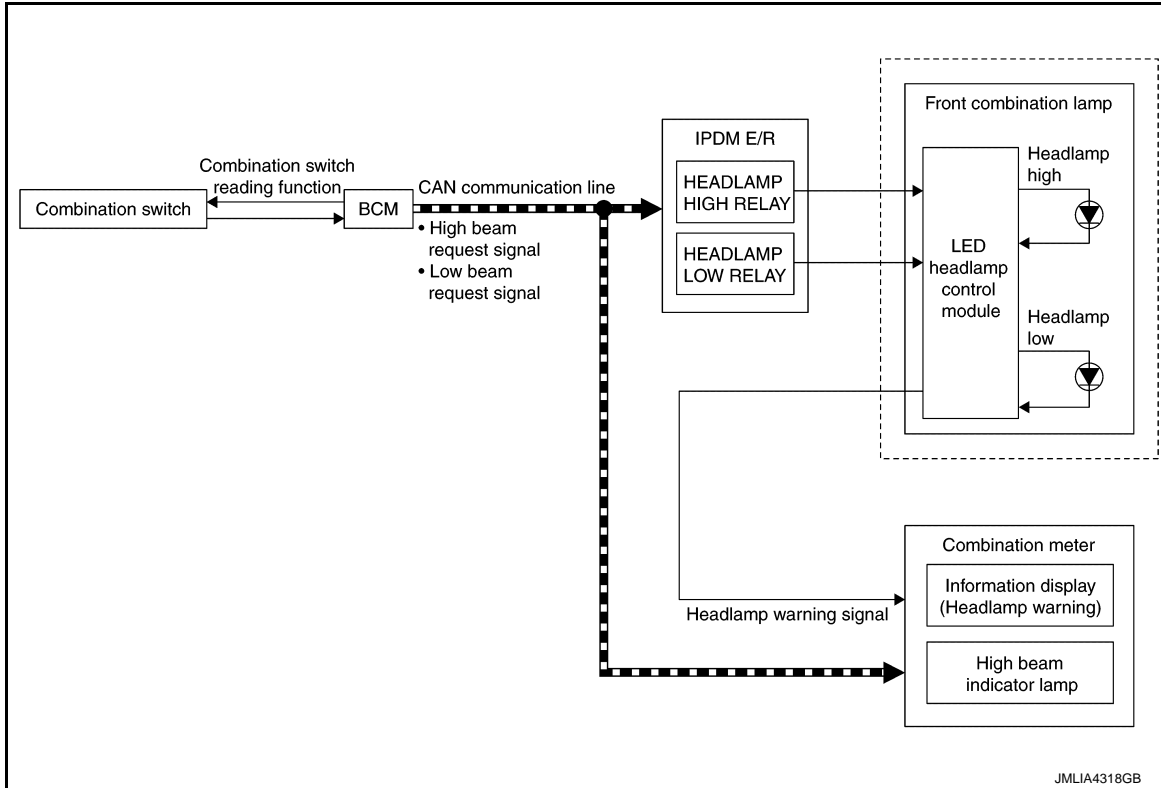 Front combination lamp
IPDM E/R
Headlamp
high
Combination switch
reading function
HEADLAMP
HIGH RELAY
CAN communication line
Combination switch
BCM
• High beam
request signal
• Low beam
request signal
HEADLAMP
LOW RELAY
LED
headlamp
control
module
Headlamp
low
Combination meter
Information display
(Headlamp warning)
Headlamp warning signal
High beam
indicator lamp
JMLIA4318GB